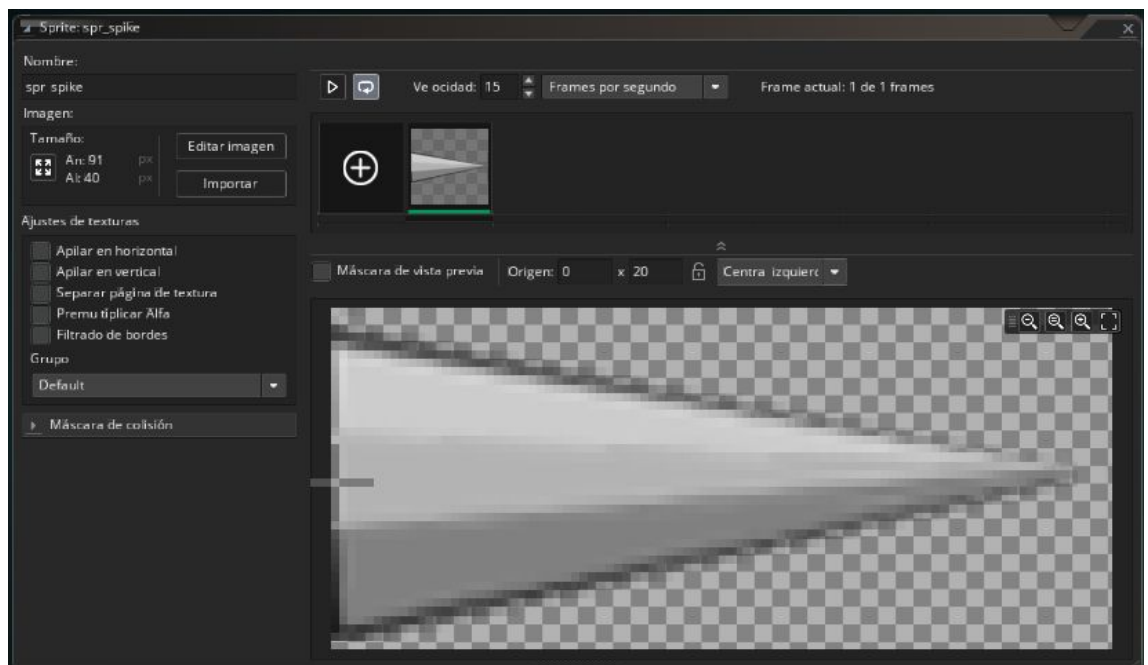 Sprite: spr_spike
Nombre:
spr spike
Imagen:
Tamaño:
An: 91 px
Al: 40 px
Editar imagen
Importar
Ajustes de texturas
Apilar en horizontal
Apilar en vertical
Separar página de textura
Premu tiplicar Alfa
Filtrado de bordes
Grupo
Default
Máscara de colisión
Ve ocidad: 15 Frames por segundo Frame actual: 1 de 1 frames
Máscara de vista previa Origen: 0 x 20 Centra izquierc